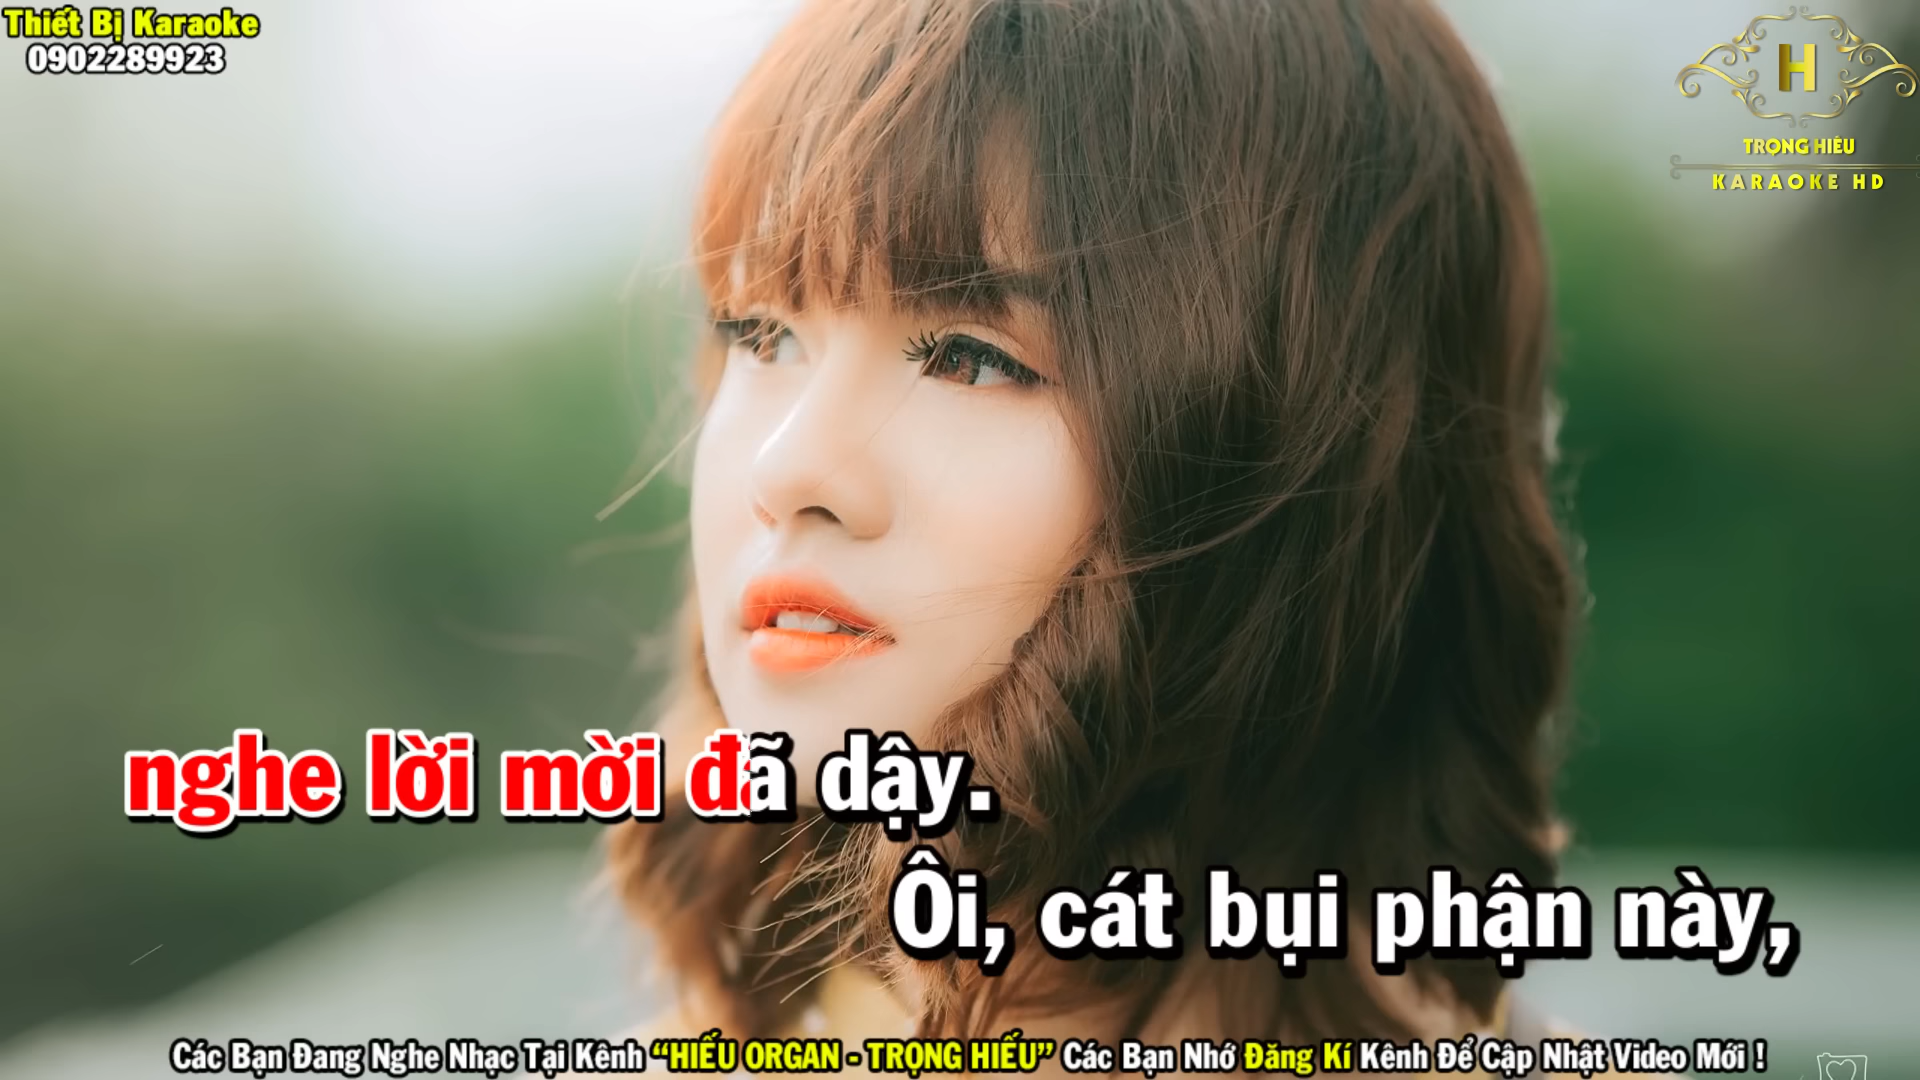 Thiết Bị Karaoke
0902289923
H
TRỌNG HIẾU
KARAOKE HD
nghe lời mời đã dậy.
Ôi, cát bụi phận này,
Các Bạn Đang Nghe Nhạc Tại Kênh “HIẾU ORGAN - TRỌNG HIẾU” Các Bạn Nhớ Đăng Kí Kênh Để Cập Nhật Video Mới !